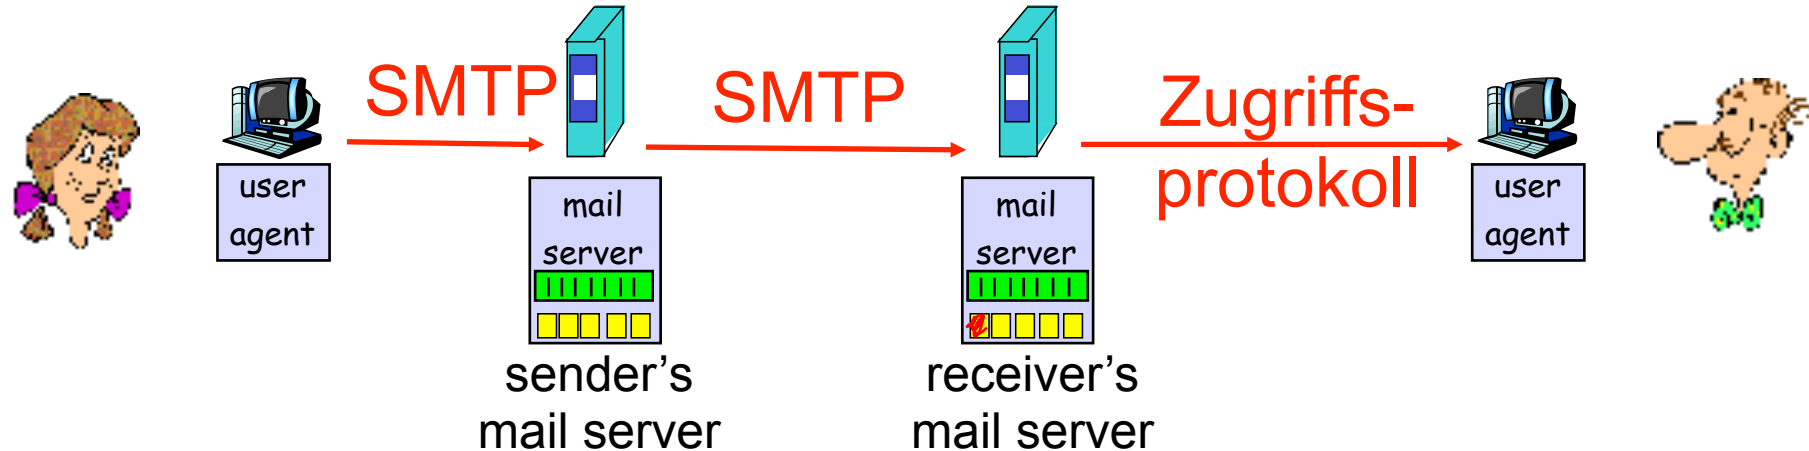 SMTP
SMTP
Zugriffs-
protokoll
user
agent
mail
server
mail
server
user
agent
sender’s
mail server
receiver’s
mail server